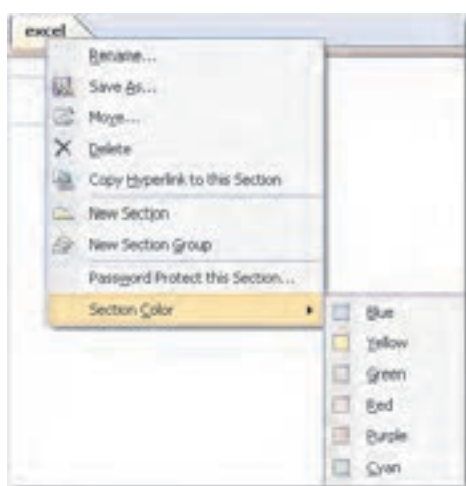 excel
Rename...
Save As...
Move...
Delete
Copy Hyperlink to this Section
New Section
New Section Group
Password Protect this Section...
Section Color
Blue
Yellow
Green
Red
Purple
Cyan